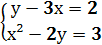 y − 3x = 2
x² − 2y = 3